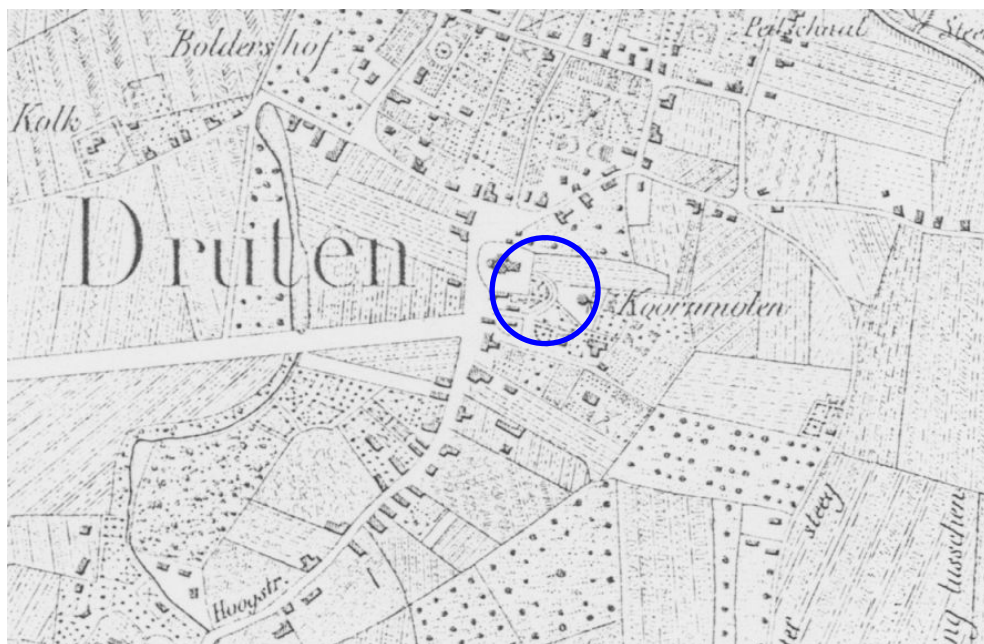 Bolders hof
Kolk
Druten
Koornmolen
Hoogstr.
steeg
tusschen